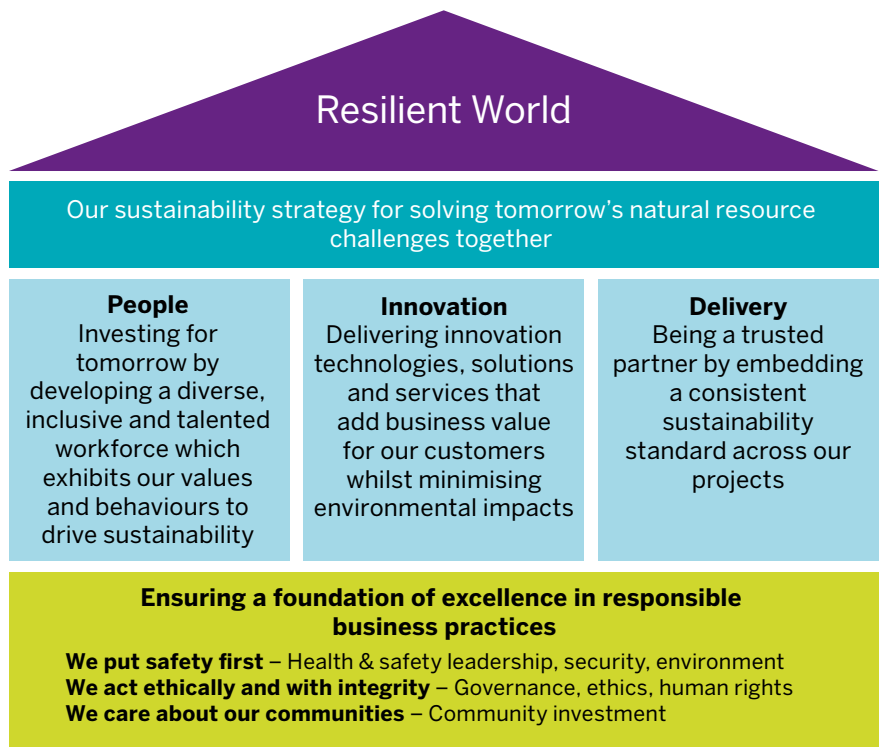 Resilient World
Our sustainability strategy for solving tomorrow's natural resource
challenges together
People
Investing for
tomorrow by
developing a diverse,
inclusive and talented
workforce which
exhibits our values
and behaviours to
drive sustainability
Innovation
Delivering innovation
technologies, solutions
and services that
add business value
for our customers
whilst minimising
environmental impacts
Delivery
Being a trusted
partner by embedding
a consistent
sustainability
standard across our
projects
Ensuring a foundation of excellence in responsible
business practices
We put safety first – Health & safety leadership, security, environment
We act ethically and with integrity – Governance, ethics, human rights
We care about our communities – Community investment